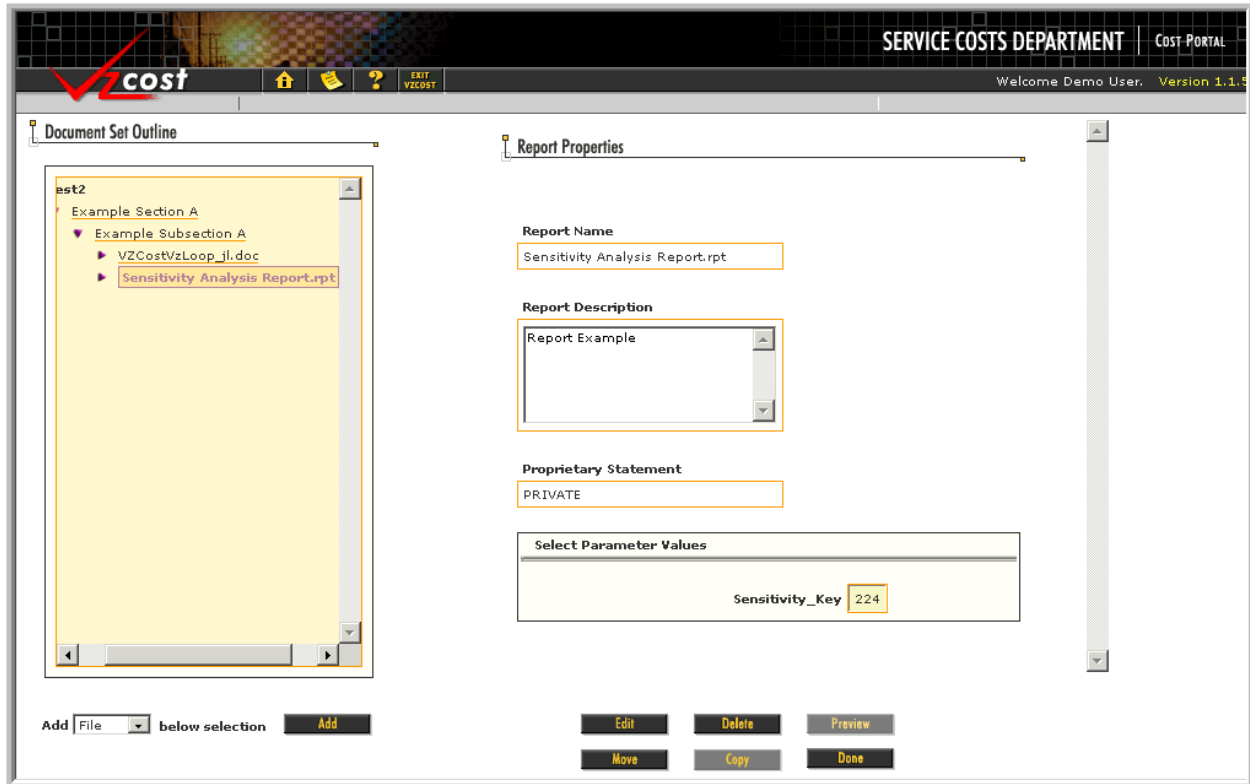 SERVICE COSTS DEPARTMENT COST PORTAL
Vzcost
?
EXIT
VZCOST
Welcome Demo User. Version 1.1.5
Document Set Outline
est2
Example Section A
Example Subsection A
VZCostVzLoop_jl.doc
Sensitivity Analysis Report.rpt
Add File below selection Add
Report Properties
Report Name
Sensitivity Analysis Report.rpt
Report Description
Report Example
Proprietary Statement
PRIVATE
Select Parameter Values
Sensitivity_Key 224
Edit Delete Preview
Move Copy Done